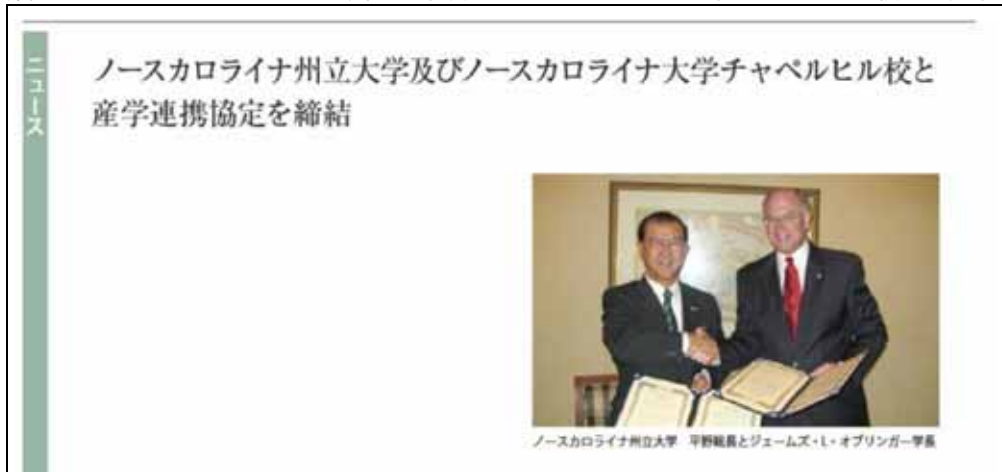 ニュース
ノースカロライナ州立大学及びノースカロライナ大学チャペルヒル校と
産学連携協定を締結
ノースカロライナ州立大学　平野総長とジェームズ・L・オブリンガー学長